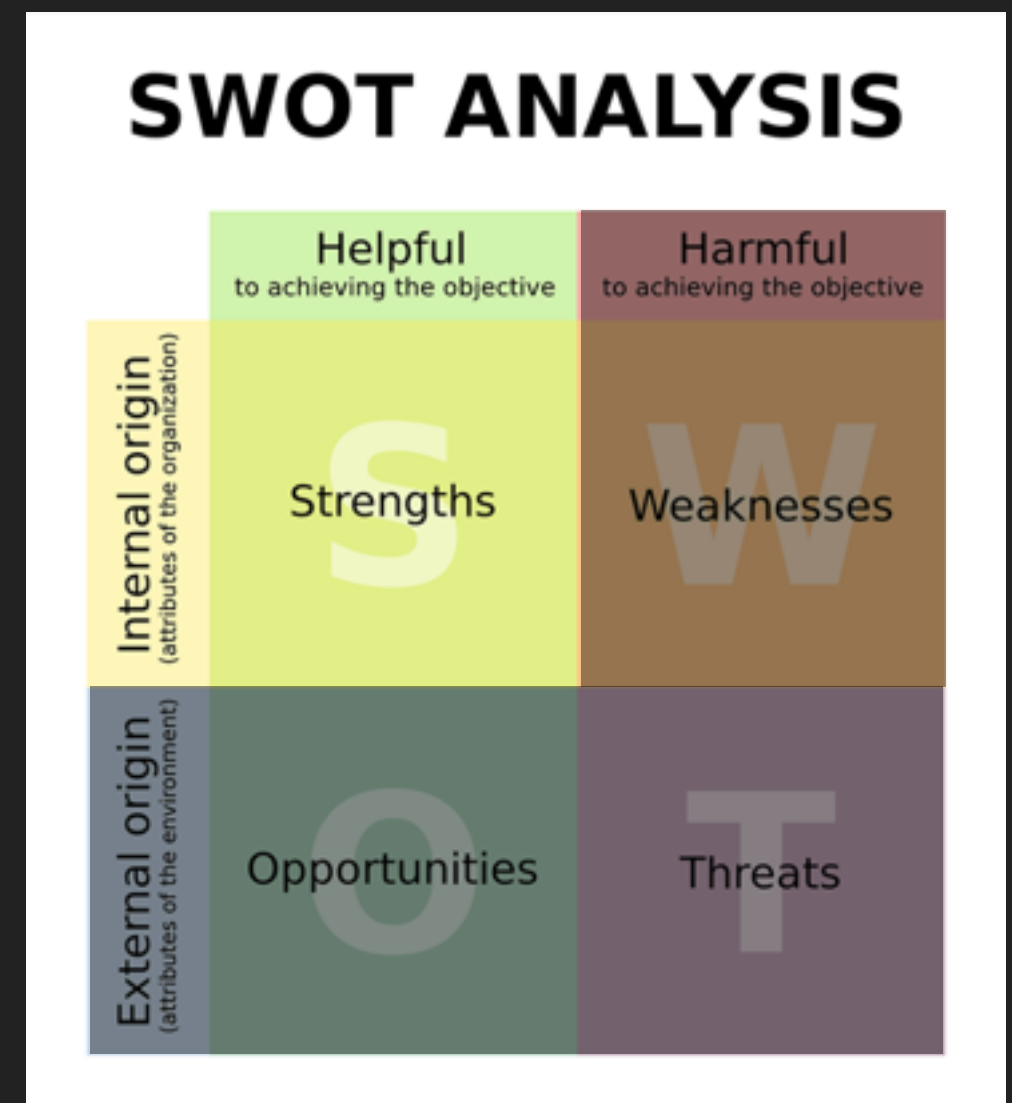 SWOT ANALYSIS
Helpful
to achieving the objective
Harmful
to achieving the objective
Internal origin
(attributes of the organization)
S
Strengths
W
Weaknesses
External origin
(attributes of the environment)
O
Opportunities
T
Threats